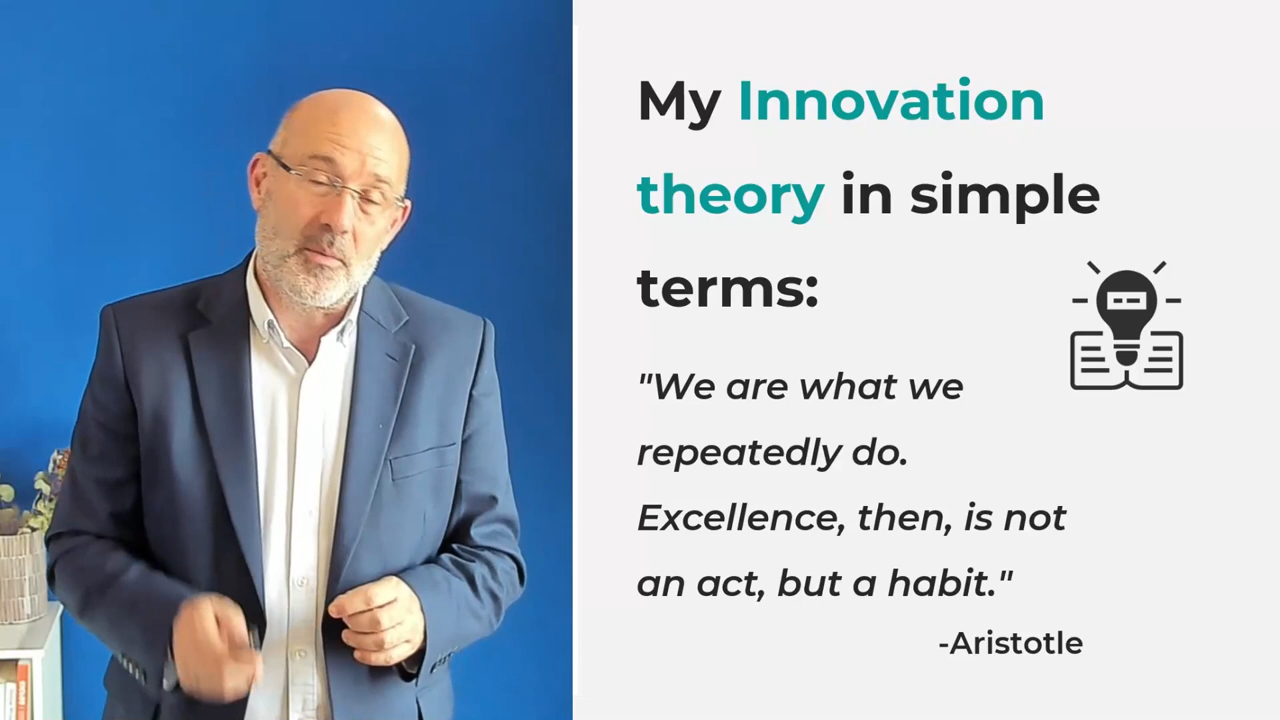 My Innovation
theory in simple
terms:
"We are what we
repeatedly do.
Excellence, then, is not
an act, but a habit."
-Aristotle